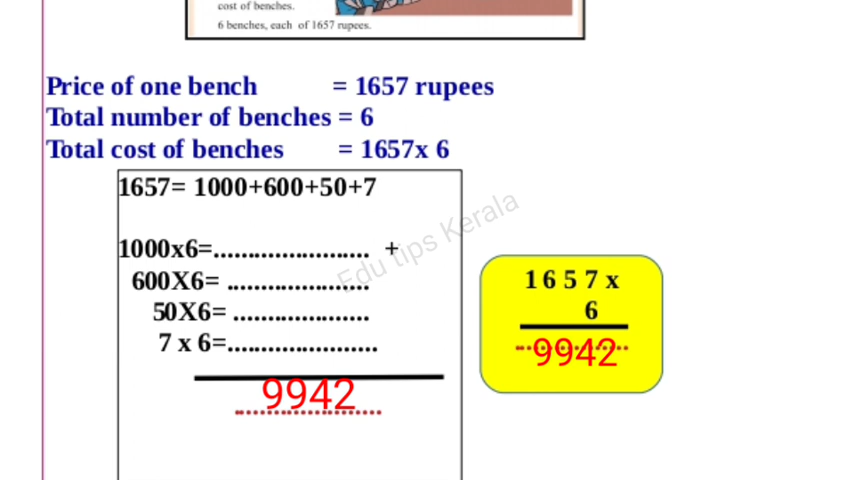 cost of benches.
6 benches, each of 1657 rupees.
Price of one bench = 1657 rupees
Total number of benches = 6
Total cost of benches = 1657x 6
1657= 1000+600+50+7
1000x6=....................... +
600X6= .....................
50X6= ....................
7 x 6=......................
9942
1 6 5 7 x
6
9942
Edu tips Kerala